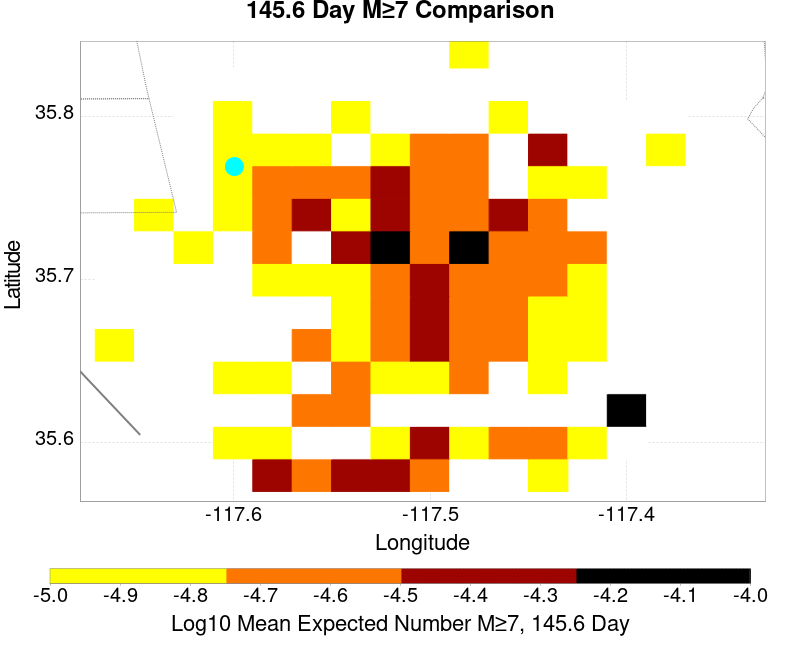 145.6 Day M≥7 Comparison
35.8
35.7
35.6
Latitude
-117.6 -117.5 -117.4
Longitude
-5.0 -4.9 -4.8 -4.7 -4.6 -4.5 -4.4 -4.3 -4.2 -4.1 -4.0
Log10 Mean Expected Number M≥7, 145.6 Day